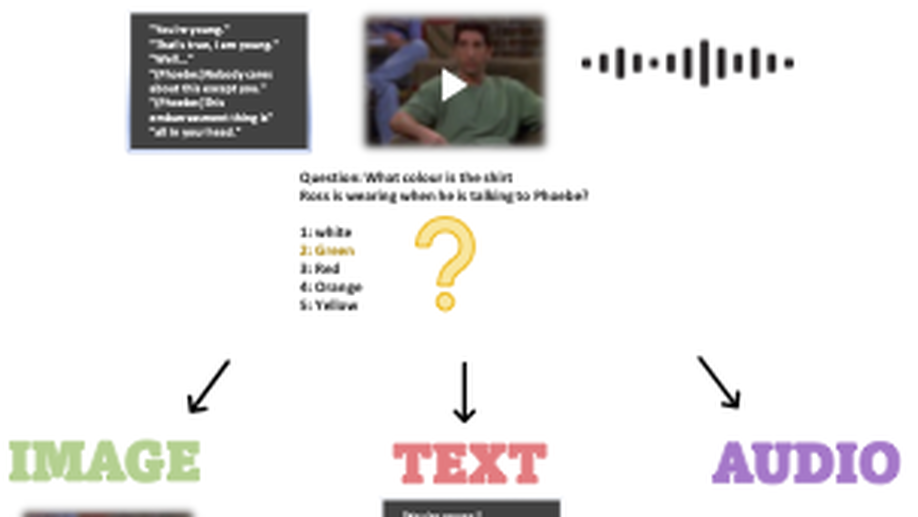 "You're young."
"That's true, I am young."
"Well..."
"(Phoebe)Nobody cares
about this except you."
"(Phoebe)This
embarrassment thing is"
"all in your head."
Question: What colour is the shirt
Ross is wearing when he is talking to Phoebe?
1: white
2: Green
3: Red
4: Orange
5: Yellow
IMAGE
TEXT
AUDIO